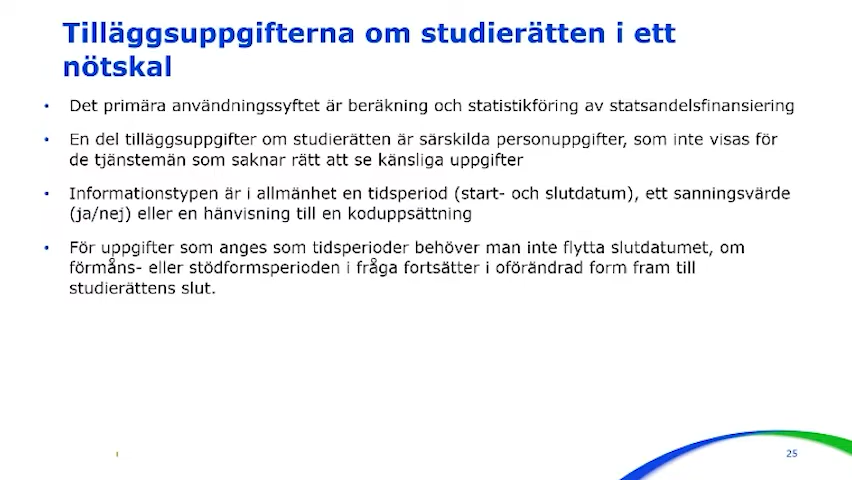 Tilläggsuppgifterna om studierätten i ett
nötskal
• Det primära användningssyftet är beräkning och statistikföring av statsandelsfinansiering
• En del tilläggsuppgifter om studierätten är särskilda personuppgifter, som inte visas för
de tjänstemän som saknar rätt att se känsliga uppgifter
• Informationstypen är i allmänhet en tidsperiod (start- och slutdatum), ett sanningsvärde
(ja/nej) eller en hänvisning till en koduppsättning
• För uppgifter som anges som tidsperioder behöver man inte flytta slutdatumet, om
förmåns- eller stödformsperioden i fråga fortsätter i oförändrad form fram till
studierättens slut.
25